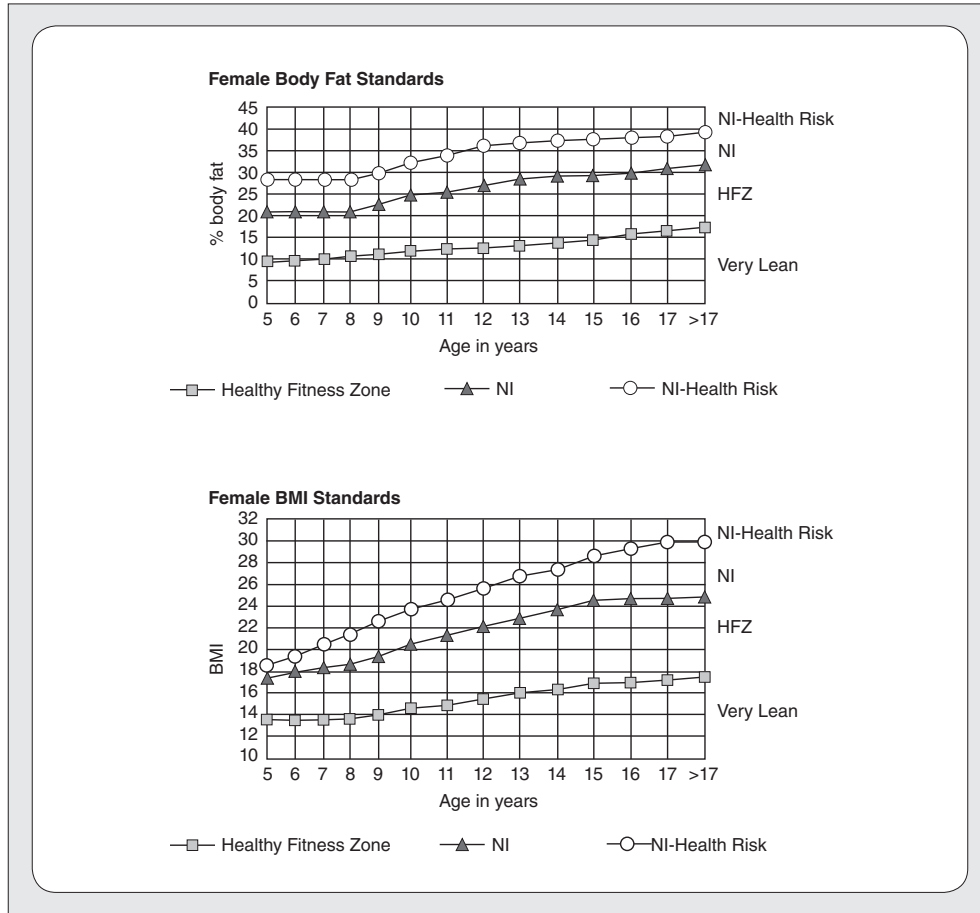 Female Body Fat Standards
45
40
35
30
25
20
15
10
5
0
% body fat
5 6 7 8 9 10 11 12 13 14 15 16 17 >17
Age in years
NI-Health Risk
NI
HFZ
Very Lean
Healthy Fitness Zone NI NI-Health Risk
Female BMI Standards
32
30
28
26
24
22
20
18
16
14
12
10
BMI
5 6 7 8 9 10 11 12 13 14 15 16 17 >17
Age in years
NI-Health Risk
NI
HFZ
Very Lean
Healthy Fitness Zone NI NI-Health Risk